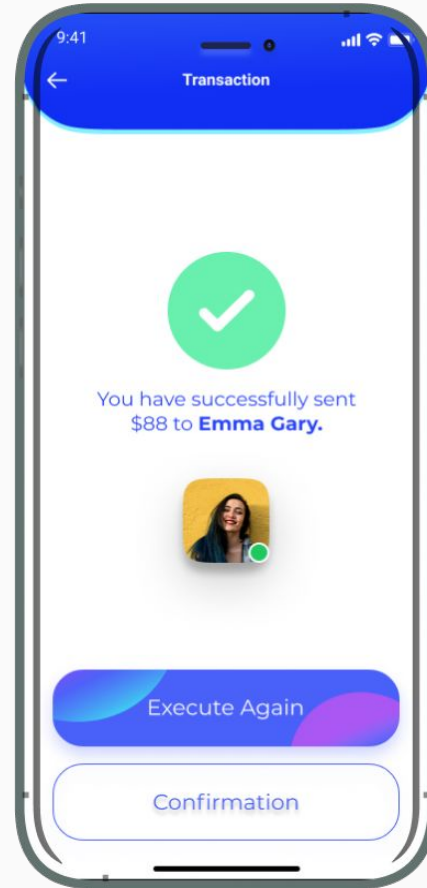 9:41
Transaction
You have successfully sent
$88 to Emma Gary.
Execute Again
Confirmation